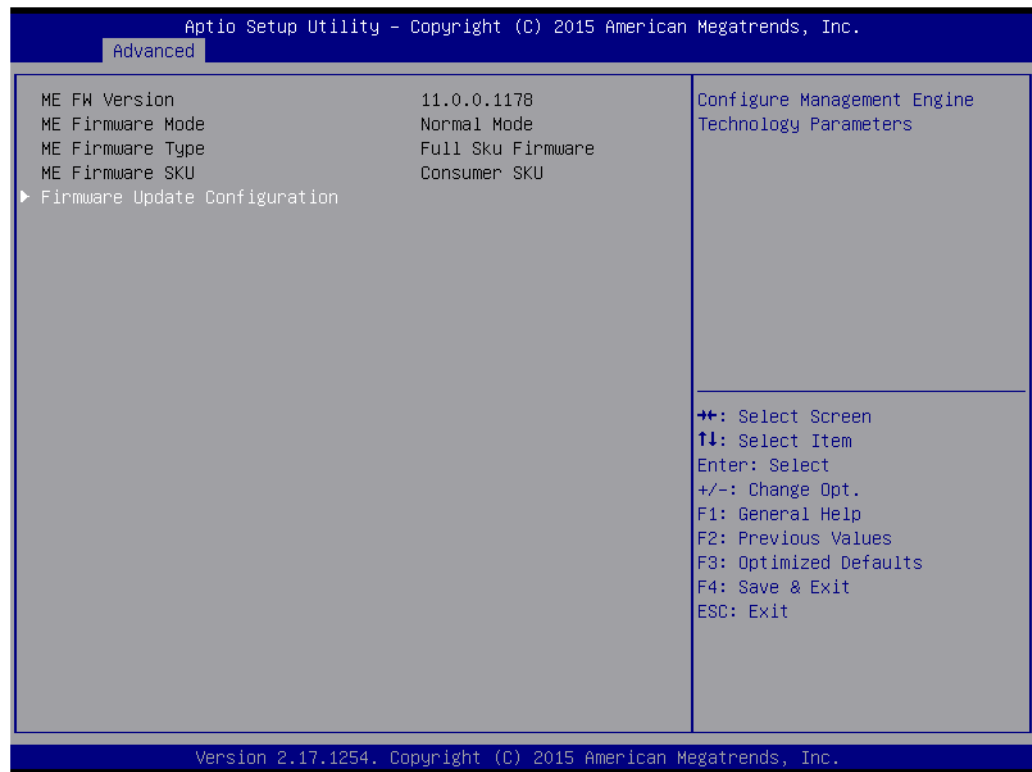 Aptio Setup Utility – Copyright (C) 2015 American Megatrends, Inc.
Advanced
ME FW Version 11.0.0.1178
ME Firmware Mode Normal Mode
ME Firmware Type Full Sku Firmware
ME Firmware SKU Consumer SKU
▶ Firmware Update Configuration
Configure Management Engine
Technology Parameters
→←: Select Screen
↑↓: Select Item
Enter: Select
+/-: Change Opt.
F1: General Help
F2: Previous Values
F3: Optimized Defaults
F4: Save & Exit
ESC: Exit
Version 2.17.1254. Copyright (C) 2015 American Megatrends, Inc.